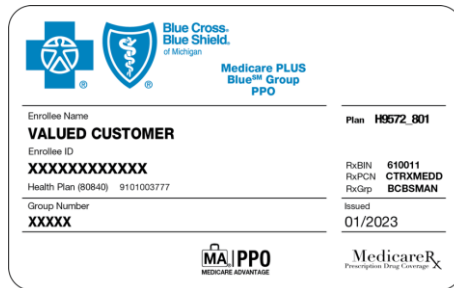 Blue Cross®
Blue Shield®
of Michigan
® ®
Medicare PLUS
Blue℠ Group
PPO
Enrollee Name
VALUED CUSTOMER
Enrollee ID
XXXXXXXXXXXX
Health Plan (80840) 9101003777
Group Number
XXXXX
Plan H9572_801
RxBIN 610011
RxPCN CTRXMEDD
RxGrp BCBSMAN
Issued
01/2023
MA PPO
MEDICARE ADVANTAGE
MedicareRx
Prescription Drug Coverage